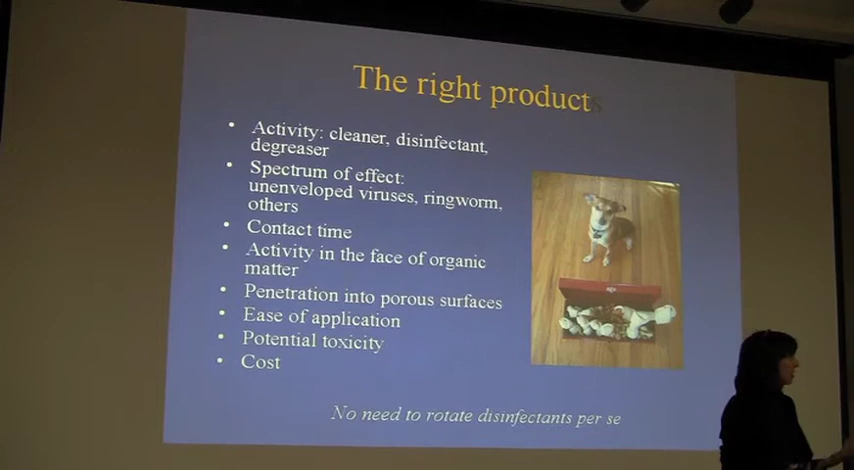 The right products
• Activity: cleaner, disinfectant,
degreaser
• Spectrum of effect:
unenveloped viruses, ringworm,
others
• Contact time
• Activity in the face of organic
matter
• Penetration into porous surfaces
• Ease of application
• Potential toxicity
• Cost
No need to rotate disinfectants per se